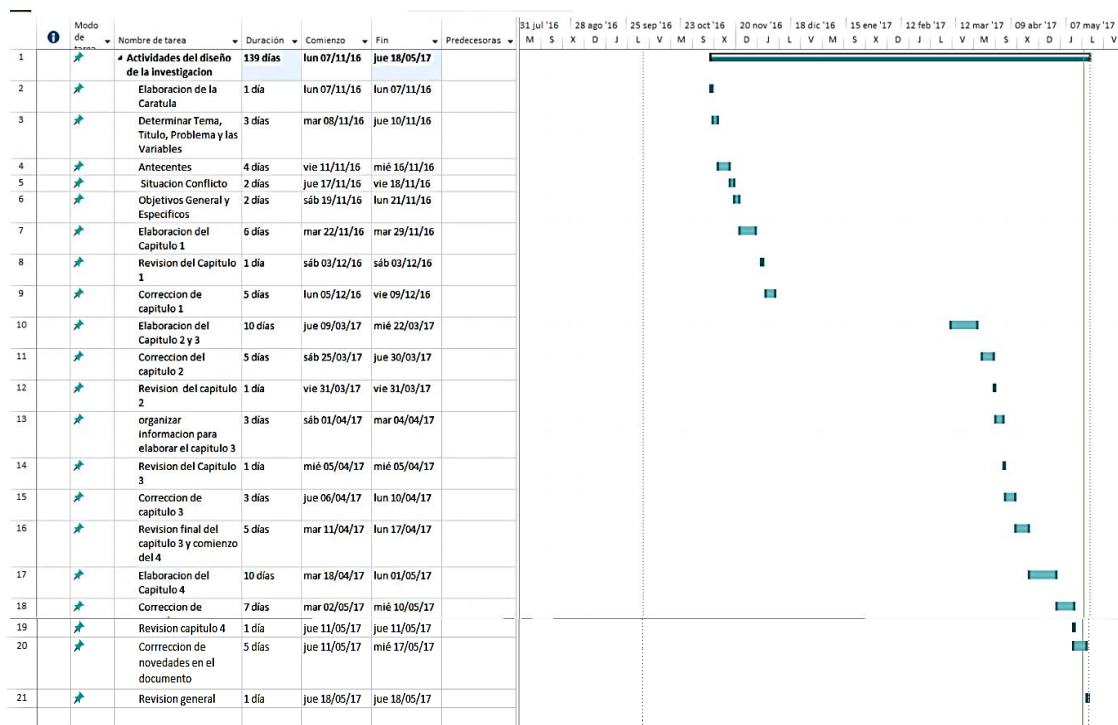 31 jul '16 28 ago '16 25 sep '16 23 oct '16 20 nov '16 18 dic '16 15 ene '17 12 feb '17 12 mar '17 09 abr '17 07 may '17
Modo de Nombre de tarea Duración Comienzo Fin Predecesoras M S X D J L V M S X D J L V M S X D J L V
1 Actividades del diseño 139 días lun 07/11/16 jue 18/05/17
de la investigacion
2 Elaboracion de la 1 día lun 07/11/16 lun 07/11/16
Caratula
3 Determinar Tema, 3 días mar 08/11/16 jue 10/11/16
Titulo, Problema y las
Variables
4 Antecentes 4 días vie 11/11/16 mié 16/11/16
5 Situacion Conflicto 2 días jue 17/11/16 vie 18/11/16
6 Objetivos General y 2 días sáb 19/11/16 lun 21/11/16
Especificos
7 Elaboracion del 6 días mar 22/11/16 mar 29/11/16
Capitulo 1
8 Revision del Capitulo 1 día sáb 03/12/16 sáb 03/12/16
1
9 Correccion de 5 días lun 05/12/16 vie 09/12/16
capitulo 1
10 Elaboracion del 10 días jue 09/03/17 mié 22/03/17
Capitulo 2 y 3
11 Correccion del 5 días sáb 25/03/17 jue 30/03/17
capitulo 2
12 Revision del capitulo 1 día vie 31/03/17 vie 31/03/17
2
13 organizar 3 días sáb 01/04/17 mar 04/04/17
informacion para
elaborar el capitulo 3
14 Revision del Capitulo 1 día mié 05/04/17 mié 05/04/17
3
15 Correccion de 3 días jue 06/04/17 lun 10/04/17
capitulo 3
16 Revision final del 5 días mar 11/04/17 lun 17/04/17
capitulo 3 y comienzo
del 4
17 Elaboracion del 10 días mar 18/04/17 lun 01/05/17
Capitulo 4
18 Correccion de 7 días mar 02/05/17 mié 10/05/17
19 Revision capitulo 4 1 día jue 11/05/17 jue 11/05/17
20 Corrreccion de 5 días jue 11/05/17 mié 17/05/17
novedades en el
documento
21 Revision general 1 día jue 18/05/17 jue 18/05/17